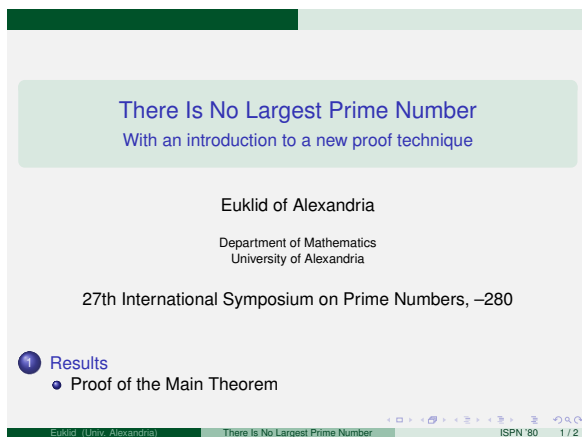 There Is No Largest Prime Number
With an introduction to a new proof technique
Euklid of Alexandria
Department of Mathematics
University of Alexandria
27th International Symposium on Prime Numbers, –280
1 Results
Proof of the Main Theorem
Euklid (Univ. Alexandria) There Is No Largest Prime Number ISPN '80 1 / 2